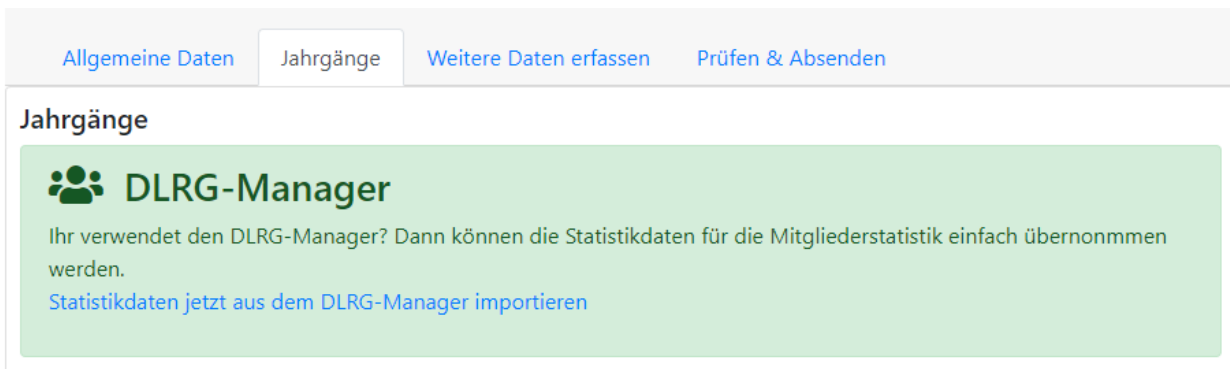 Allgemeine Daten Jahrgänge Weitere Daten erfassen Prüfen & Absenden
Jahrgänge
DLRG-Manager
Ihr verwendet den DLRG-Manager? Dann können die Statistikdaten für die Mitgliederstatistik einfach übernonmmen
werden.
Statistikdaten jetzt aus dem DLRG-Manager importieren